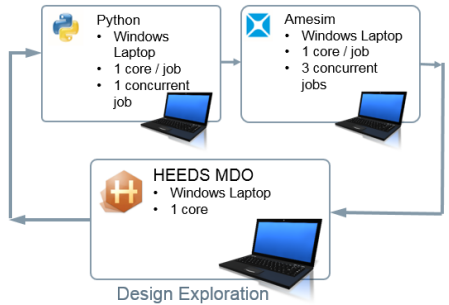 Python
• Windows
Laptop
• 1 core / job
• 1 concurrent
job
Amesim
• Windows Laptop
• 1 core / job
• 3 concurrent
jobs
H
HEEDS MDO
• Windows Laptop
• 1 core
Design Exploration